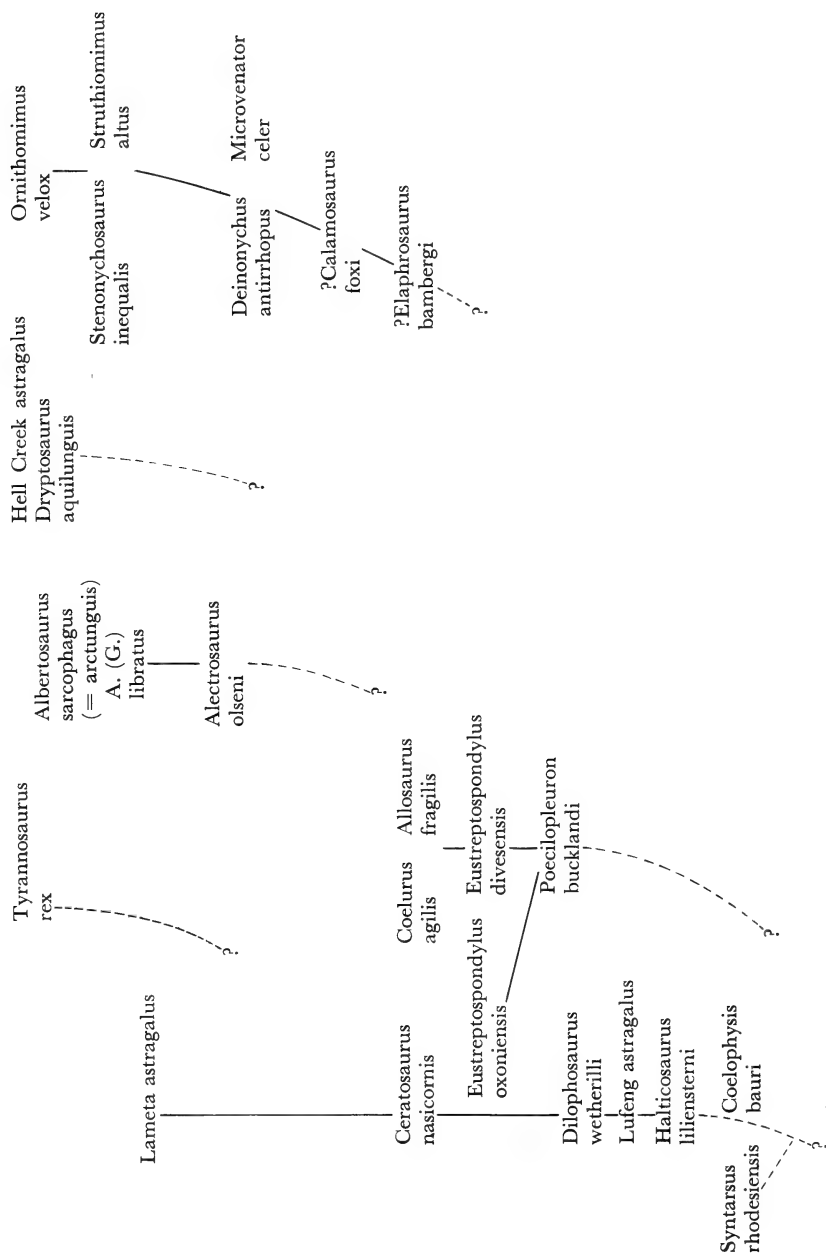 Ornithomimus
velox
Stenonychosaurus
inequalis
Struthiomimus
altus
Deinonychus
antirrhopus
Microvenator
celer
?Calamosaurus
foxi
?Elaphrosaurus
bambergi
?
Hell Creek astragalus
Dryptosaurus
aquilunguis
?
Albertosaurus
sarcophagus
(= arctunguis)
A. (G.)
libratus
Alectrosaurus
olseni
?
Tyrannosaurus
rex
?
Coelurus
agilis
Allosaurus
fragilis
Eustreptospondylus
oxoniensis
Eustreptospondylus
divesensis
Poecilopleuron
bucklandi
?
Lameta astragalus
Ceratosaurus
nasicornis
Dilophosaurus
wetherilli
Lufeng astragalus
Halticosaurus
liliensterni
Coelophysis
bauri
Syntarsus
rhodesiensis
?